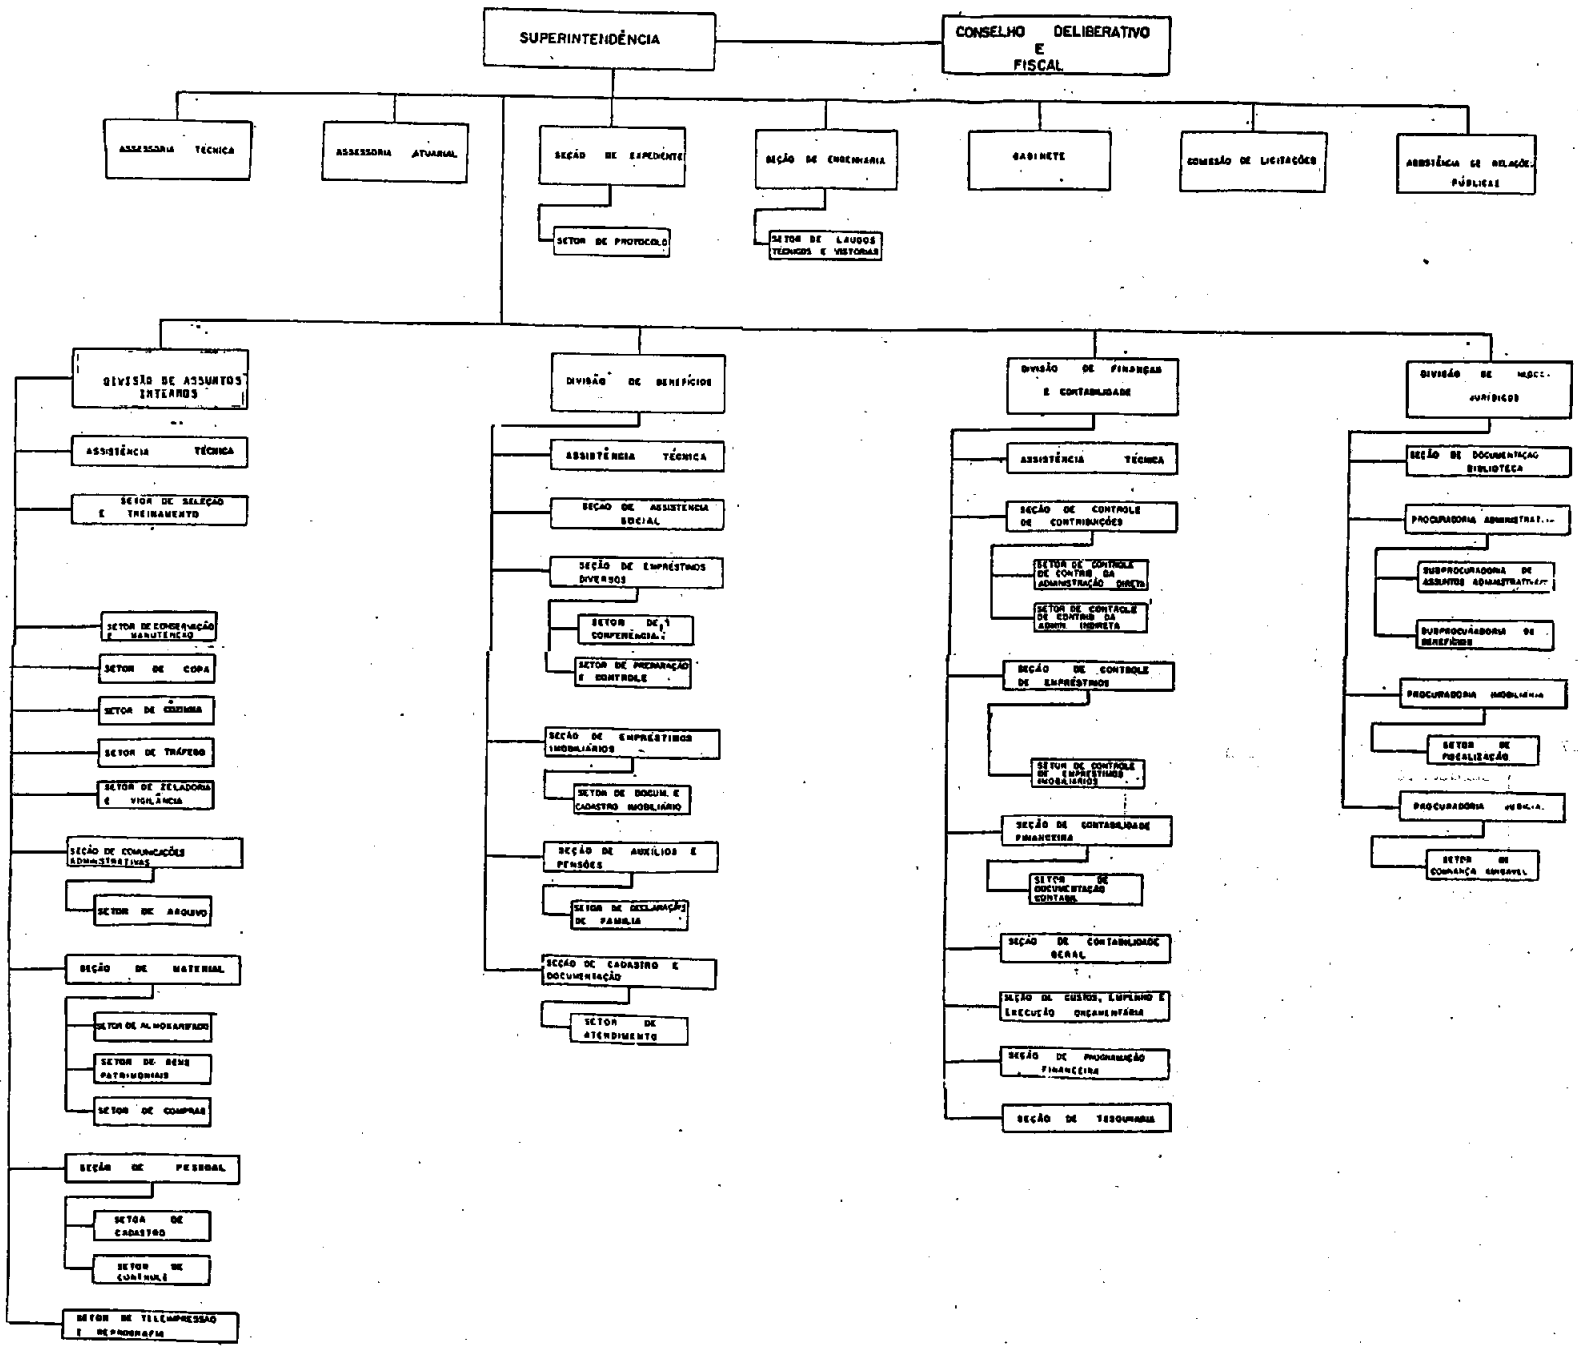 SUPERINTENDÊNCIA
CONSELHO DELIBERATIVO
E
FISCAL
ASSESSORIA TÉCNICA
ASSESSORIA ATUARIAL
SEÇÃO DE EXPEDIENTE
SEÇÃO DE ENGENHARIA
GABINETE
COMISSÃO DE LICITAÇÕES
ASSISTÊNCIA DE RELAÇÕES
PÚBLICAS
SETOR DE PROTOCOLO
SETOR DE LAUDOS
TÉCNICOS E VISTORIAS
DIVISÃO DE ASSUNTOS
INTERNOS
ASSISTÊNCIA TÉCNICA
SETOR DE SELEÇÃO
E TREINAMENTO
SETOR DE CONSERVAÇÃO
E MANUTENÇÃO
SETOR DE COPA
SETOR DE COZINHA
SETOR DE TRÁFEGO
SETOR DE ZELADORIA
E VIGILÂNCIA
SEÇÃO DE COMUNICAÇÕES
ADMINISTRATIVAS
SETOR DE ARQUIVO
SEÇÃO DE MATERIAL
SETOR DE ALMOXARIFADO
SETOR DE BENS
PATRIMONIAIS
SETOR DE COMPRAS
SEÇÃO DE PESSOAL
SETOR DE
CADASTRO
SETOR DE
CONTROLE
SETOR DE TELEIMPRESSÃO
E REPROGRAFIA
DIVISÃO DE BENEFÍCIOS
ASSISTÊNCIA TÉCNICA
SEÇÃO DE ASSISTENCIA
SOCIAL
SEÇÃO DE EMPRÉSTIMOS
DIVERSOS
SETOR DE
CONFERENCIA
SETOR DE PREPARAÇÃO
E CONTROLE
SEÇÃO DE EMPRÉSTIMOS
IMOBILIÁRIOS
SETOR DE DOCUM. E
CADASTRO IMOBILIÁRIO
SEÇÃO DE AUXÍLIOS E
PENSÕES
SETOR DE DECLARAÇÕES
DE FAMÍLIA
SEÇÃO DE CADASTRO E
DOCUMENTAÇÃO
SETOR DE
ATENDIMENTO
DIVISÃO DE FINANÇAS
E CONTABILIDADE
ASSISTÊNCIA TÉCNICA
SEÇÃO DE CONTROLE
DE CONTRIBUIÇÕES
SETOR DE CONTROLE
DE CONTRIB DA
ADMINISTRAÇÃO DIRETA
SETOR DE CONTROLE
DE CONTRIB DA
ADMIN INDIRETA
SEÇÃO DE CONTROLE
DE EMPRÉSTIMOS
SETOR DE CONTROLE
DE EMPRESTIMOS
IMOBILIÁRIOS
SEÇÃO DE CONTABILIDADE
FINANCEIRA
SETOR DE
DOCUMENTAÇÃO
CONTABIL
SEÇÃO DE CONTABILIDADE
GERAL
SEÇÃO DE CUSTOS, EMPENHO E
EXECUÇÃO ORÇAMENTÁRIA
SEÇÃO DE PROGRAMAÇÃO
FINANCEIRA
SEÇÃO DE TESOURARIA
DIVISÃO DE
JURÍDICOS
SEÇÃO DE DOCUMENTAÇÃO
BIBLIOTECA
PROCURADORIA
SUBPROCURADORIA DE
ASSUNTOS ADMINISTRATIVOS
SUBPROCURADORIA DE
BENEFÍCIOS
PROCURADORIA IMOBILIÁRIA
SETOR DE
FISCALIZAÇÃO
PROCURADORIA
SETOR DE
COBRANÇA